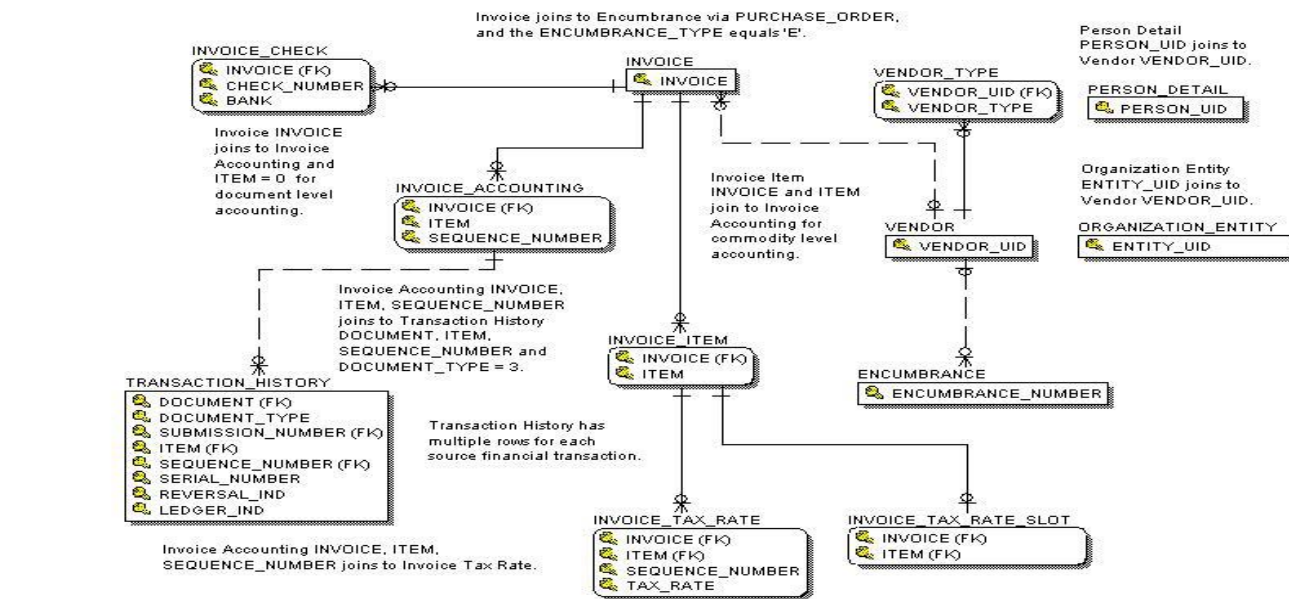 Invoice joins to Encumbrance via PURCHASE_ORDER,
and the ENCUMBRANCE_TYPE equals 'E'.
INVOICE_CHECK
INVOICE (FK)
CHECK_NUMBER
BANK
INVOICE
INVOICE
VENDOR_TYPE
VENDOR_UID (FK)
VENDOR_TYPE
Person Detail
PERSON_UID joins to
Vendor VENDOR_UID.
PERSON_DETAIL
PERSON_UID
Invoice INVOICE
joins to Invoice
Accounting and
ITEM = 0 for
document level
accounting.
INVOICE_ACCOUNTING
INVOICE (FK)
ITEM
SEQUENCE_NUMBER
Invoice Item
INVOICE and ITEM
join to Invoice
Accounting for
commodity level
accounting.
VENDOR
VENDOR_UID
Organization Entity
ENTITY_UID joins to
Vendor VENDOR_UID.
ORGANIZATION_ENTITY
ENTITY_UID
Invoice Accounting INVOICE,
ITEM, SEQUENCE_NUMBER
joins to Transaction History
DOCUMENT, ITEM,
SEQUENCE_NUMBER and
DOCUMENT_TYPE = 3.
INVOICE_ITEM
INVOICE (FK)
ITEM
ENCUMBRANCE
ENCUMBRANCE_NUMBER
TRANSACTION_HISTORY
DOCUMENT (FK)
DOCUMENT_TYPE
SUBMISSION_NUMBER (FK)
ITEM (FK)
SEQUENCE_NUMBER (FK)
SERIAL_NUMBER
REVERSAL_IND
LEDGER_IND
Transaction History has
multiple rows for each
source financial transaction.
INVOICE_TAX_RATE
INVOICE (FK)
ITEM (FK)
SEQUENCE_NUMBER
TAX_RATE
INVOICE_TAX_RATE_SLOT
INVOICE (FK)
ITEM (FK)
Invoice Accounting INVOICE, ITEM,
SEQUENCE_NUMBER joins to Invoice Tax Rate.